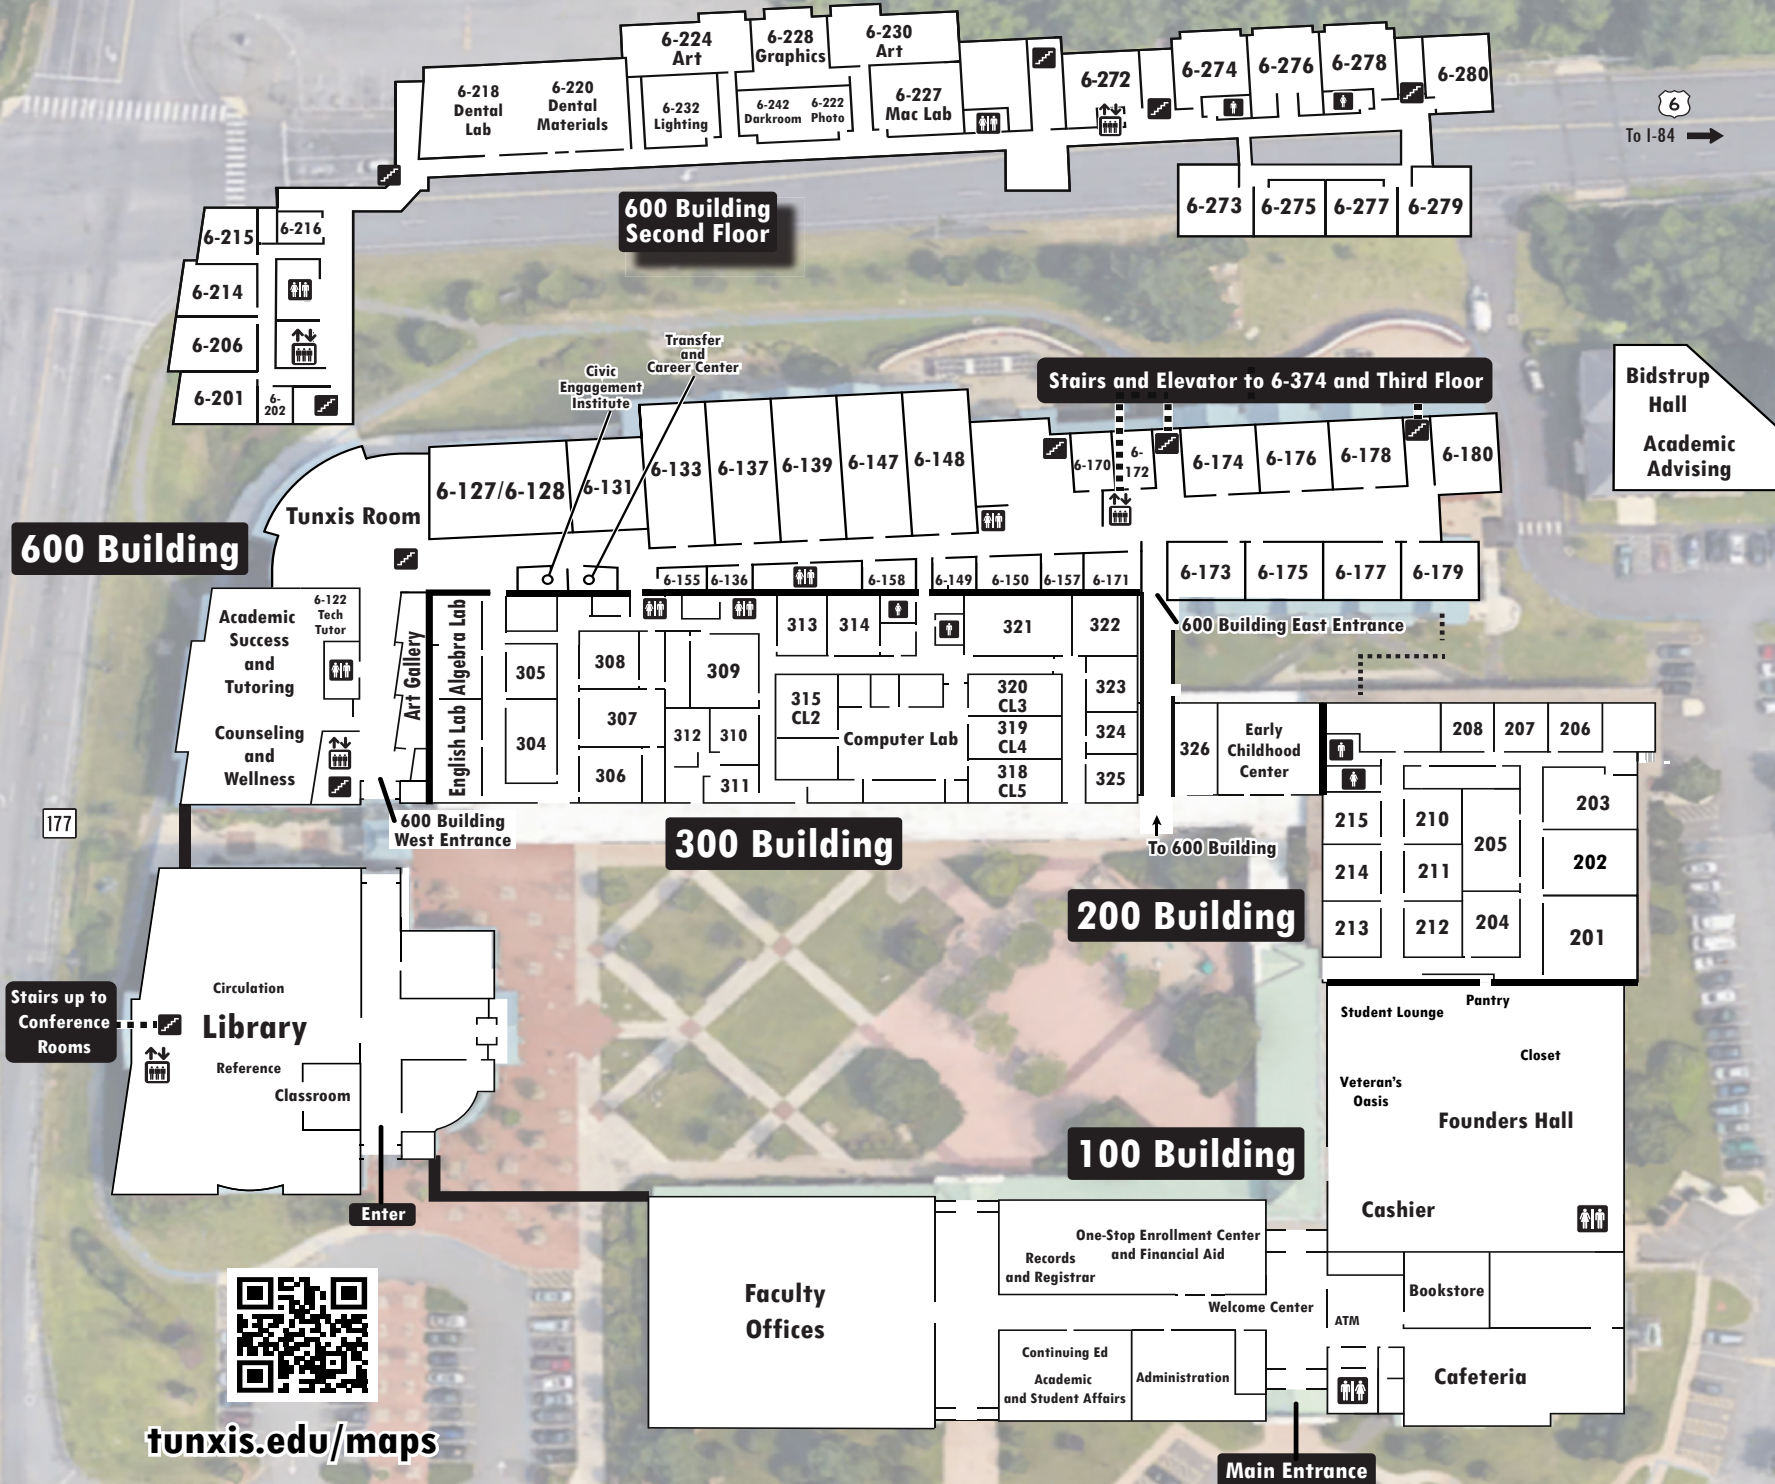 6-224
Art
6-228
Graphics
6-230
Art
6-218
Dental
Lab
6-220
Dental
Materials
6-232
Lighting
6-242
Darkroom
6-222
Photo
6-227
Mac Lab
6-272
6-274
6-276
6-278
6-280
6
To I-84
6-273
6-275
6-277
6-279
600 Building
Second Floor
6-215
6-216
6-214
6-206
6-201
6-
202
Civic
Engagement
Institute
Transfer
and
Career Center
Stairs and Elevator to 6-374 and Third Floor
Bidstrup
Hall
Academic
Advising
600 Building
Tunxis Room
6-127/6-128
6-131
6-133
6-137
6-139
6-147
6-148
6-170
6-
172
6-174
6-176
6-178
6-180
6-155
6-136
6-158
6-149
6-150
6-157
6-171
6-173
6-175
6-177
6-179
600 Building East Entrance
Academic
Success
and
Tutoring
6-122
Tech
Tutor
Counseling
and
Wellness
Art Gallery
Algebra Lab
English Lab
305
304
308
307
306
309
312
310
311
313
314
315
CL2
Computer Lab
321
322
320
CL3
319
CL4
318
CL5
323
324
325
326
Early
Childhood
Center
208
207
206
215
214
213
210
211
212
205
204
203
202
201
600 Building
West Entrance
300 Building
To 600 Building
200 Building
177
Stairs up to
Conference
Rooms
Circulation
Library
Reference
Classroom
Enter
Pantry
Student Lounge
Closet
Veteran's
Oasis
Founders Hall
Cashier
100 Building
Faculty
Offices
One-Stop Enrollment Center
and Financial Aid
Records
and Registrar
Welcome Center
ATM
Bookstore
Continuing Ed
Academic
and Student Affairs
Administration
Cafeteria
Main Entrance
tunxis.edu/maps